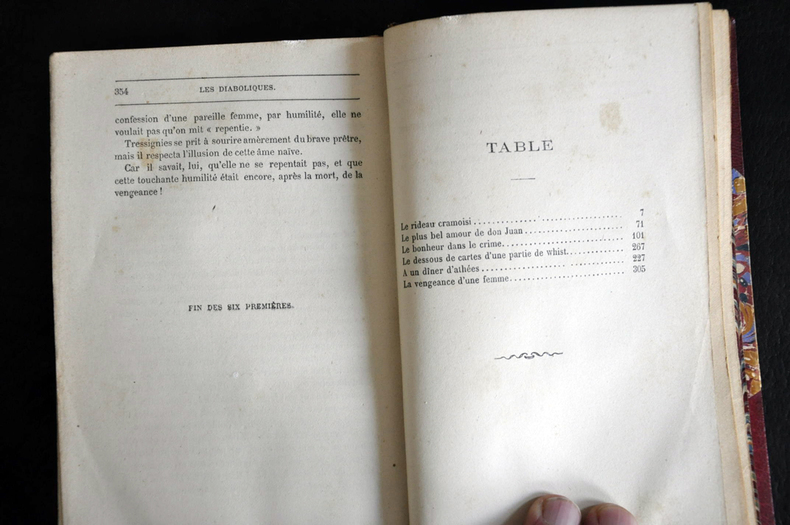 354 LES DIABOLIQUES.
confession d'une pareille femme, par humilité, elle ne
voulait pas qu'on mît « repentie. »
Tressignies se prit à sourire amèrement du brave prêtre,
mais il respecta l'illusion de cette âme naïve.
Car il savait, lui, qu'elle ne se repentait pas, et que
cette touchante humilité était encore, après la mort, de la
vengeance !
FIN DES SIX PREMIÈRES.
TABLE
Le rideau cramoisi 7
Le plus bel amour de don Juan 71
Le bonheur dans le crime 101
Le dessous de cartes d'une partie de whist 267
A un dîner d'athées 227
La vengeance d'une femme 305